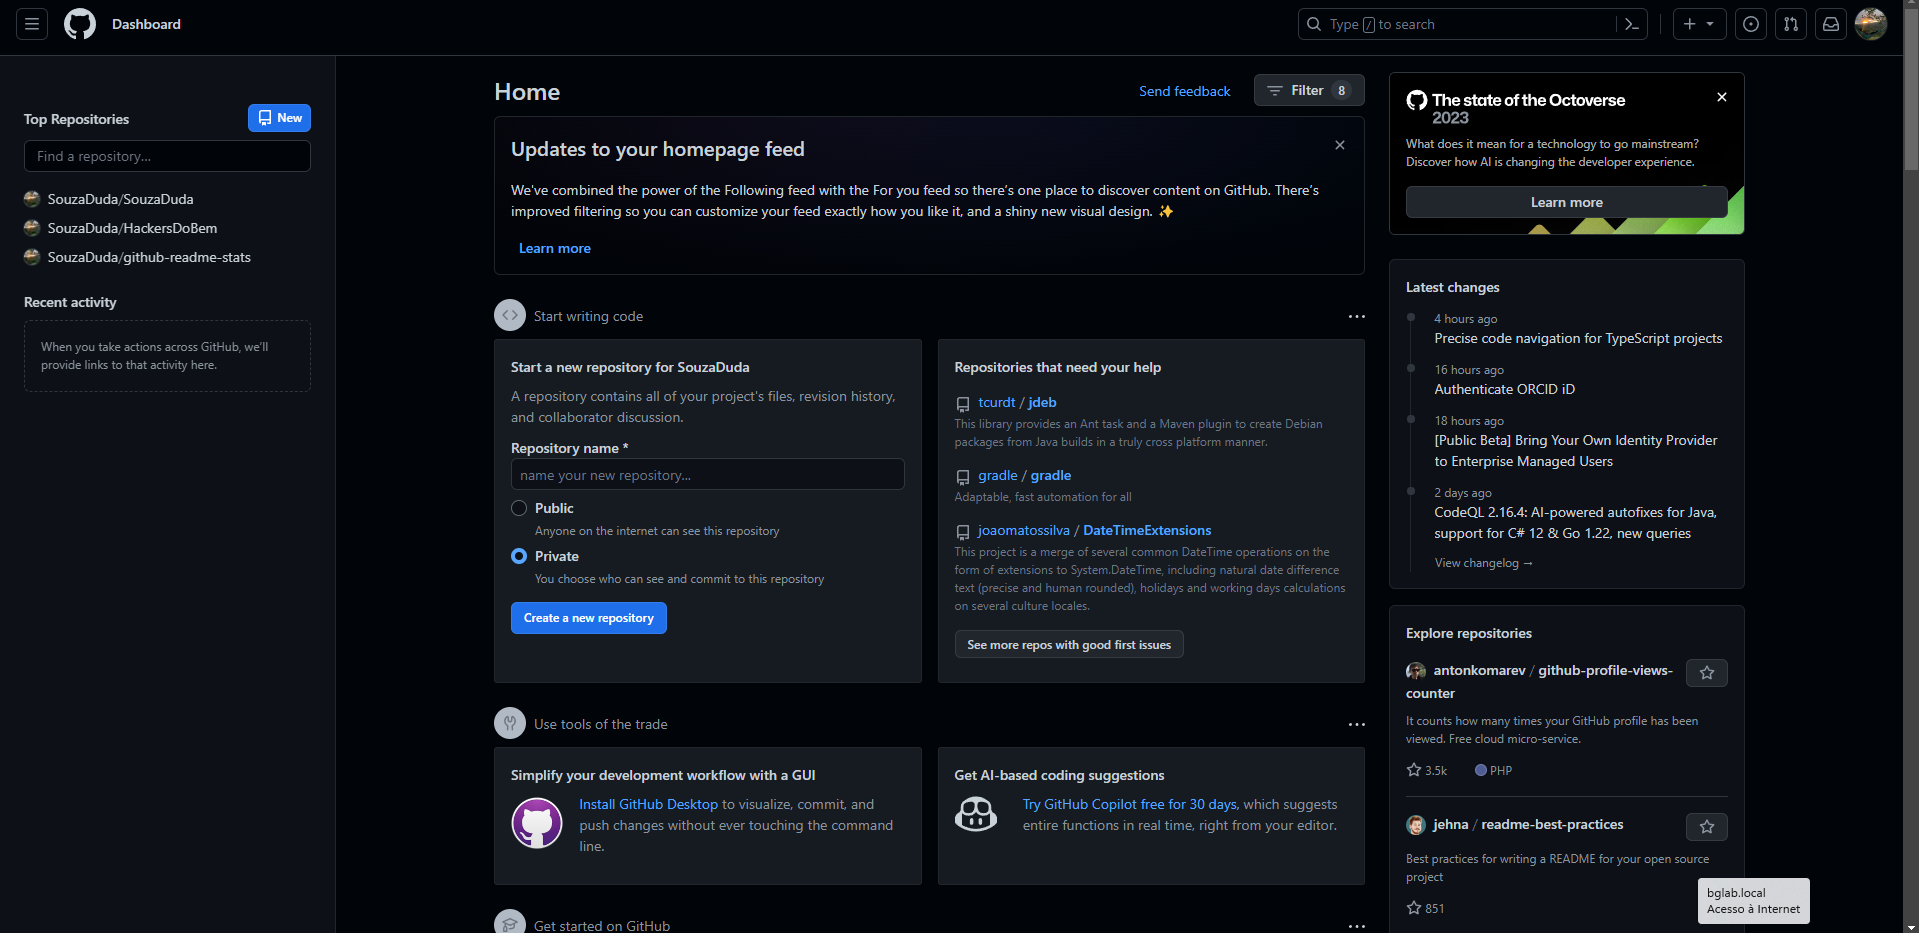 Dashboard
Type / to search
Top Repositories
New
Find a repository...
SouzaDuda/SouzaDuda
SouzaDuda/HackersDoBem
SouzaDuda/github-readme-stats
Recent activity
When you take actions across GitHub, we'll
provide links to that activity here.
Home
Send feedback
Filter 8
Updates to your homepage feed
We've combined the power of the Following feed with the For you feed so there's one place to discover content on GitHub. There's
improved filtering so you can customize your feed exactly how you like it, and a shiny new visual design. ✨
Learn more
Start writing code
Start a new repository for SouzaDuda
A repository contains all of your project's files, revision history,
and collaborator discussion.
Repository name *
name your new repository...
Public
Anyone on the internet can see this repository
Private
You choose who can see and commit to this repository
Create a new repository
Repositories that need your help
tcurdt / jdeb
This library provides an Ant task and a Maven plugin to create Debian
packages from Java builds in a truly cross platform manner.
gradle / gradle
Adaptable, fast automation for all
joaomatossilva / DateTimeExtensions
This project is a merge of several common DateTime operations on the
form of extensions to System.DateTime, including natural date difference
text (precise and human rounded), holidays and working days calculations
on several culture locales.
See more repos with good first issues
Use tools of the trade
Simplify your development workflow with a GUI
Install GitHub Desktop to visualize, commit, and
push changes without ever touching the command
line.
Get AI-based coding suggestions
Try GitHub Copilot free for 30 days, which suggests
entire functions in real time, right from your editor.
Get started on GitHub
The state of the Octoverse
2023
What does it mean for a technology to go mainstream?
Discover how AI is changing the developer experience.
Learn more
Latest changes
4 hours ago
Precise code navigation for TypeScript projects
16 hours ago
Authenticate ORCID iD
18 hours ago
[Public Beta] Bring Your Own Identity Provider
to Enterprise Managed Users
2 days ago
CodeQL 2.16.4: AI-powered autofixes for Java,
support for C# 12 & Go 1.22, new queries
View changelog →
Explore repositories
antonkomarev / github-profile-views-
counter
It counts how many times your GitHub profile has been
viewed. Free cloud micro-service.
3.5k PHP
jehna / readme-best-practices
Best practices for writing a README for your open source
project
851
bglab.local
Acesso à Internet